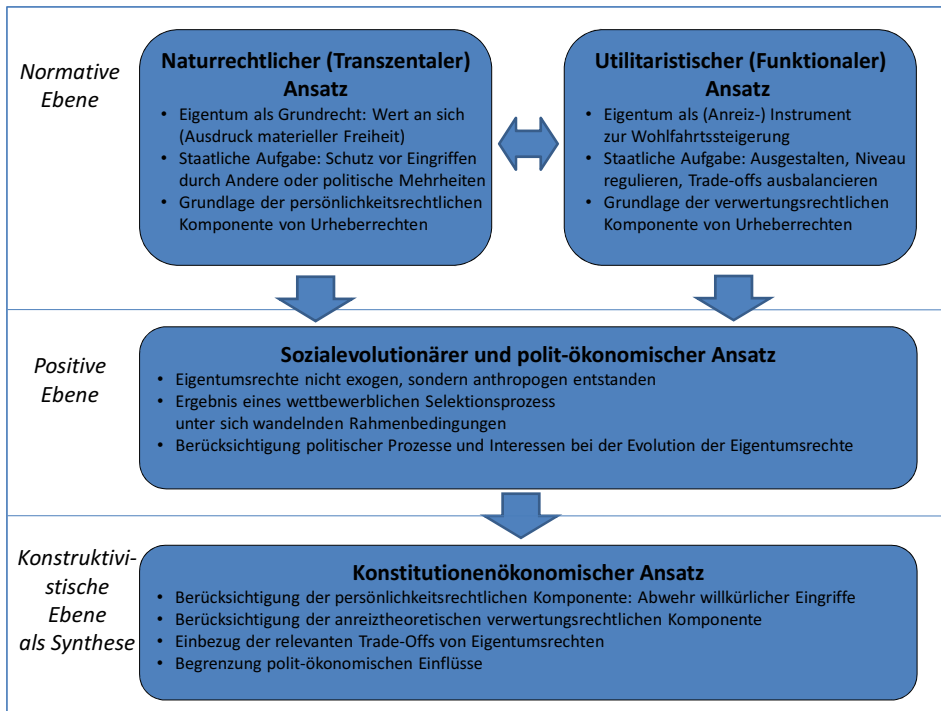 Normative
Ebene
Naturrechtlicher (Transzentaler)
Ansatz
• Eigentum als Grundrecht: Wert an sich
(Ausdruck materieller Freiheit)
• Staatliche Aufgabe: Schutz vor Eingriffen
durch Andere oder politische Mehrheiten
• Grundlage der persönlichkeitsrechtlichen
Komponente von Urheberrechten
Utilitaristischer (Funktionaler)
Ansatz
• Eigentum als (Anreiz-) Instrument
zur Wohlfahrtssteigerung
• Staatliche Aufgabe: Ausgestalten, Niveau
regulieren, Trade-offs ausbalancieren
• Grundlage der verwertungsrechtlichen
Komponente von Urheberrechten
Positive
Ebene
Sozialevolutionärer und polit-ökonomischer Ansatz
• Eigentumsrechte nicht exogen, sondern anthropogen entstanden
• Ergebnis eines wettbewerblichen Selektionsprozess
unter sich wandelnden Rahmenbedingungen
• Berücksichtigung politischer Prozesse und Interessen bei der Evolution der Eigentumsrechte
Konstruktivi-
stische
Ebene
als Synthese
Konstitutionenökonomischer Ansatz
• Berücksichtigung der persönlichkeitsrechtlichen Komponente: Abwehr willkürlicher Eingriffe
• Berücksichtigung der anreiztheoretischen verwertungsrechtlichen Komponente
• Einbezug der relevanten Trade-Offs von Eigentumsrechten
• Begrenzung polit-ökonomischen Einflüsse